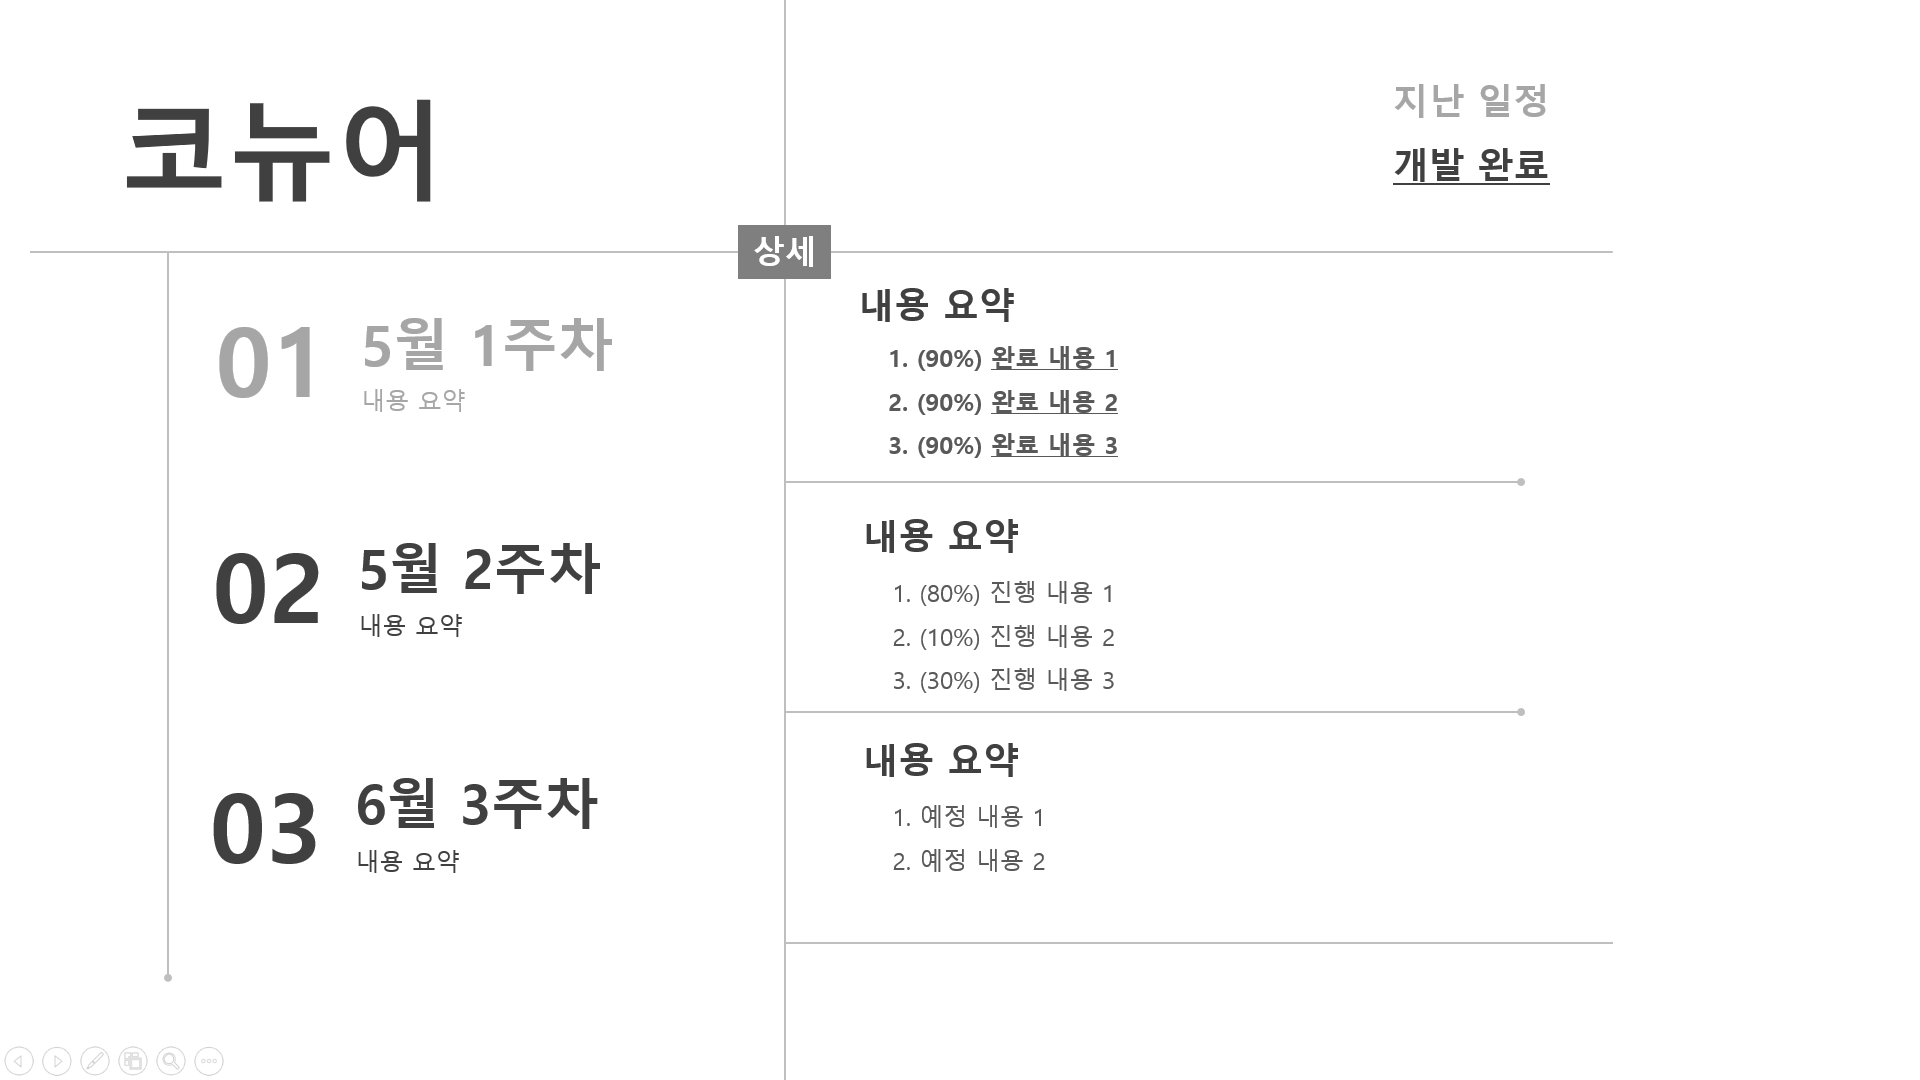 코뉴어
지난 일정
개발 완료
상세
01
5월 1주차
내용 요약
02
5월 2주차
내용 요약
03
6월 3주차
내용 요약
내용 요약
1. (90%) 완료 내용 1
2. (90%) 완료 내용 2
3. (90%) 완료 내용 3
내용 요약
1. (80%) 진행 내용 1
2. (10%) 진행 내용 2
3. (30%) 진행 내용 3
내용 요약
1. 예정 내용 1
2. 예정 내용 2